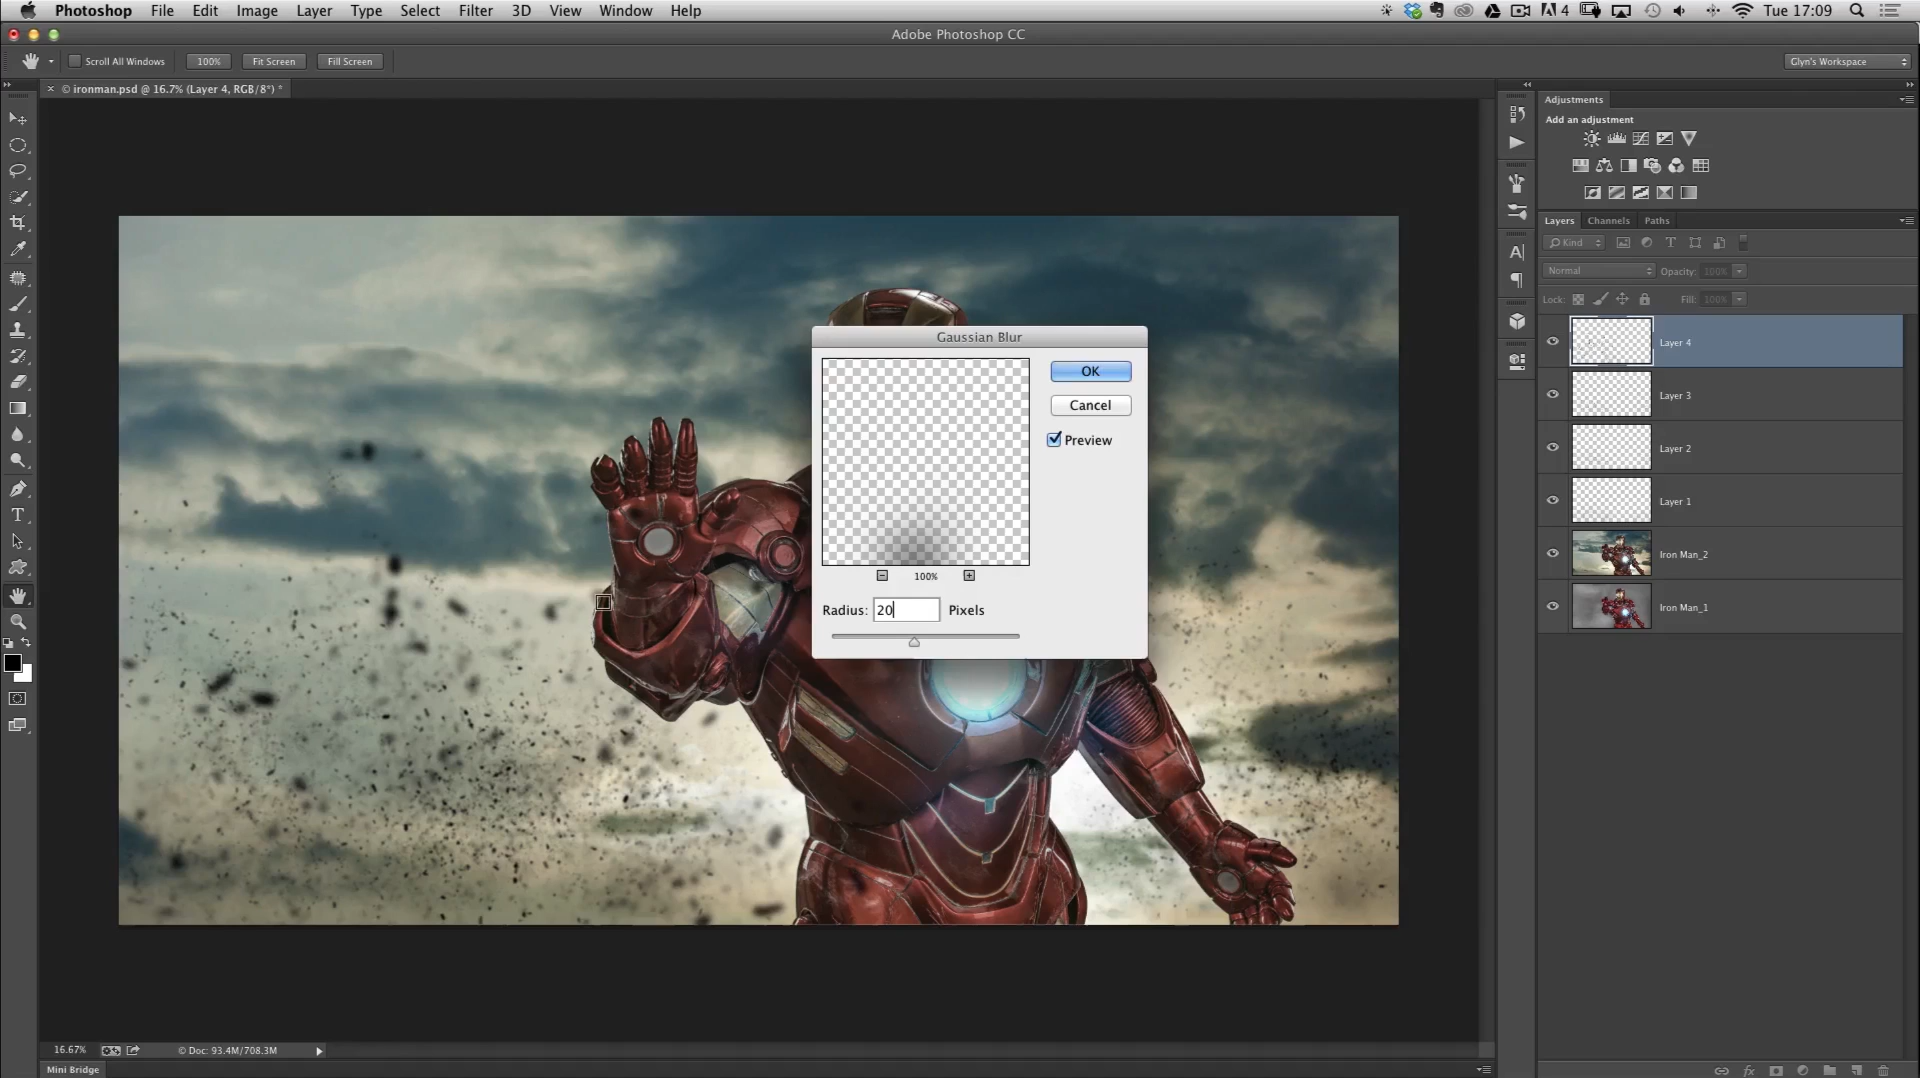 Photoshop File Edit Image Layer Type Select Filter 3D View Window Help 4 Tue 17:09
Adobe Photoshop CC
Scroll All Windows 100% Fit Screen Fill Screen Glyn's Workspace
× © ironman.psd @ 16.7% (Layer 4, RGB/8*) *
Adjustments
Add an adjustment
Layers Channels Paths
Kind
Normal Opacity: 100%
Lock: Fill: 100%
Gaussian Blur
OK
Cancel
Preview
100%
Radius: 20 Pixels
Layer 4
Layer 3
Layer 2
Layer 1
Iron Man_2
Iron Man_1
16.67% © Doc: 93.4M/708.3M
Mini Bridge